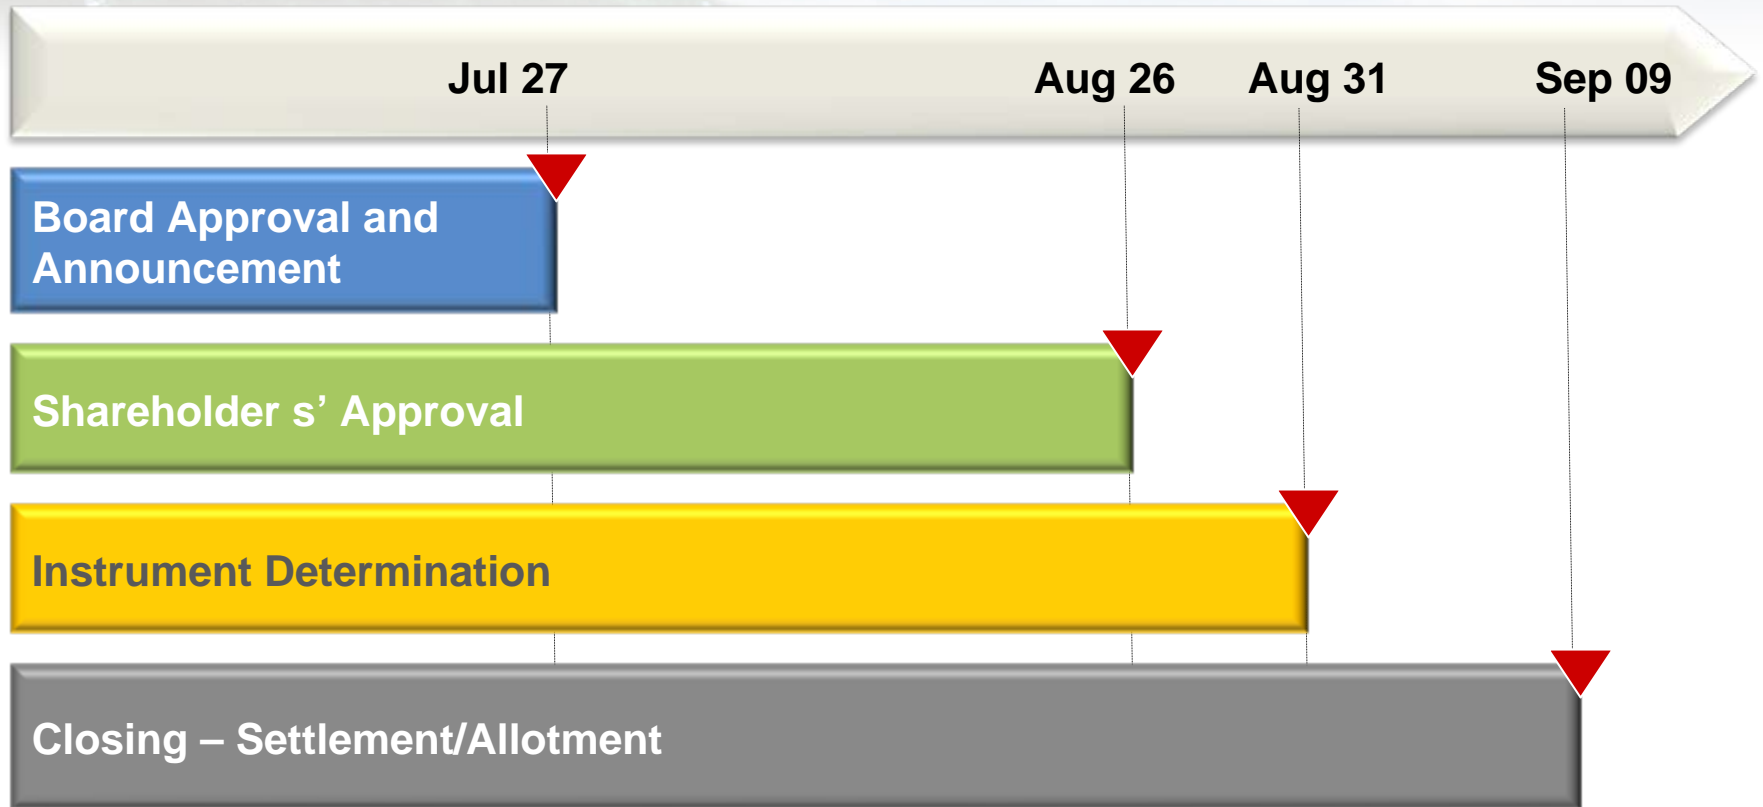 Jul 27 Aug 26 Aug 31 Sep 09
Board Approval and
Announcement
Shareholder s’ Approval
Instrument Determination
Closing – Settlement/Allotment